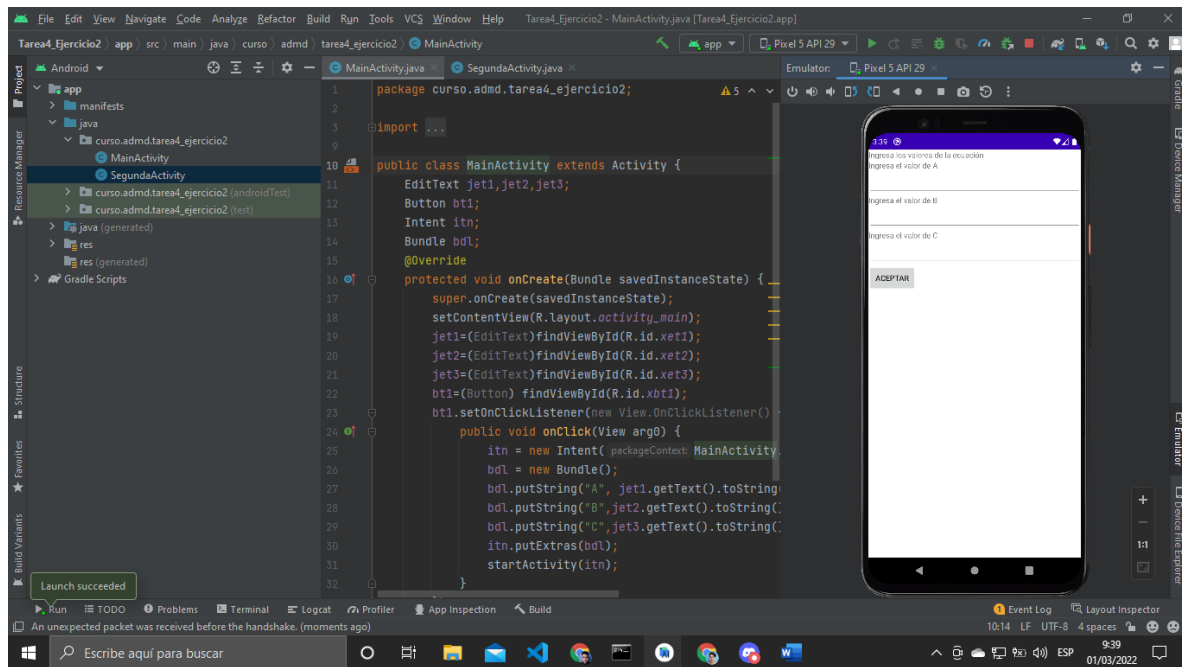 File Edit View Navigate Code Analyze Refactor Build Run Tools VCS Window Help Tarea4_Ejercicio2 - MainActivity.java [Tarea4_Ejercicio2.app]
Tarea4_Ejercicio2 app src main java curso admd tarea4_ejercicio2 MainActivity app Pixel 5 API 29
Android
MainActivity.java SegundaActivity.java
Emulator: Pixel 5 API 29
Project
Resource Manager
Structure
Favorites
Build Variants
app
manifests
java
curso.admd.tarea4_ejercicio2
MainActivity
SegundaActivity
curso.admd.tarea4_ejercicio2 (androidTest)
curso.admd.tarea4_ejercicio2 (test)
java (generated)
res
res (generated)
Gradle Scripts
5
1 package curso.admd.tarea4_ejercicio2;
2
3 import ...
9
10 public class MainActivity extends Activity {
11 EditText jet1,jet2,jet3;
12 Button bt1;
13 Intent itn;
14 Bundle bdl;
15 @Override
16 protected void onCreate(Bundle savedInstanceState) {
17 super.onCreate(savedInstanceState);
18 setContentView(R.layout.activity_main);
19 jet1=(EditText)findViewById(R.id.xet1);
20 jet2=(EditText)findViewById(R.id.xet2);
21 jet3=(EditText)findViewById(R.id.xet3);
22 bt1=(Button) findViewById(R.id.xbt1);
23 bt1.setOnClickListener(new View.OnClickListener()
24 public void onClick(View arg0) {
25 itn = new Intent( packageContext: MainActivity.
26 bdl = new Bundle();
27 bdl.putString("A", jet1.getText().toString(
28 bdl.putString("B",jet2.getText().toString()
29 bdl.putString("C",jet3.getText().toString()
30 itn.putExtras(bdl);
31 startActivity(itn);
32 }
3:39
Ingresa los valores de la ecuación
Ingresa el valor de A
Ingresa el valor de B
Ingresa el valor de C
ACEPTAR
1:1
Gradle
Device Manager
Emulator
Device File Explorer
Launch succeeded
Run TODO Problems Terminal Logcat Profiler App Inspection Build 1 Event Log Layout Inspector
An unexpected packet was received before the handshake. (moments ago) 10:14 LF UTF-8 4 spaces
Escribe aquí para buscar
ESP
9:39
01/03/2022